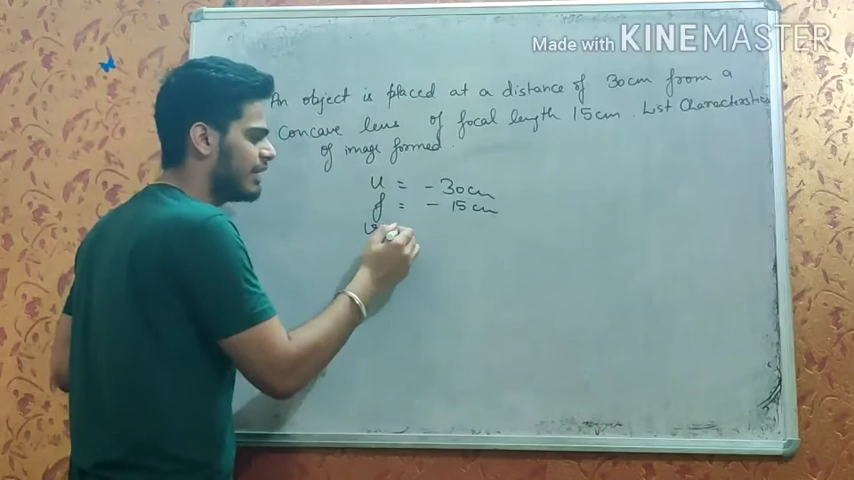 Made with KINEMASTER
An object is placed at a distance of 30cm from a
Concave lens of focal length 15cm. List Characteristics
of image formed.
u = - 30cm
f = - 15cm
v